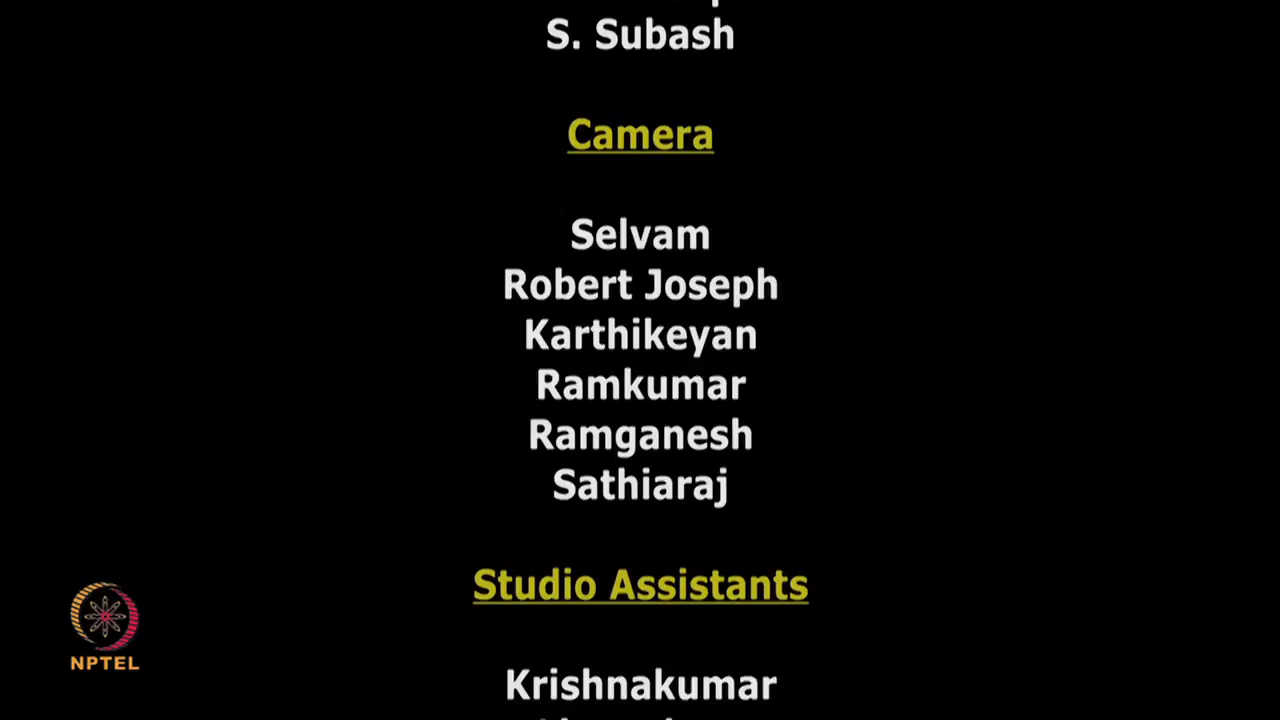 S. Subash
Camera
Selvam
Robert Joseph
Karthikeyan
Ramkumar
Ramganesh
Sathiaraj
Studio Assistants
NPTEL
Krishnakumar